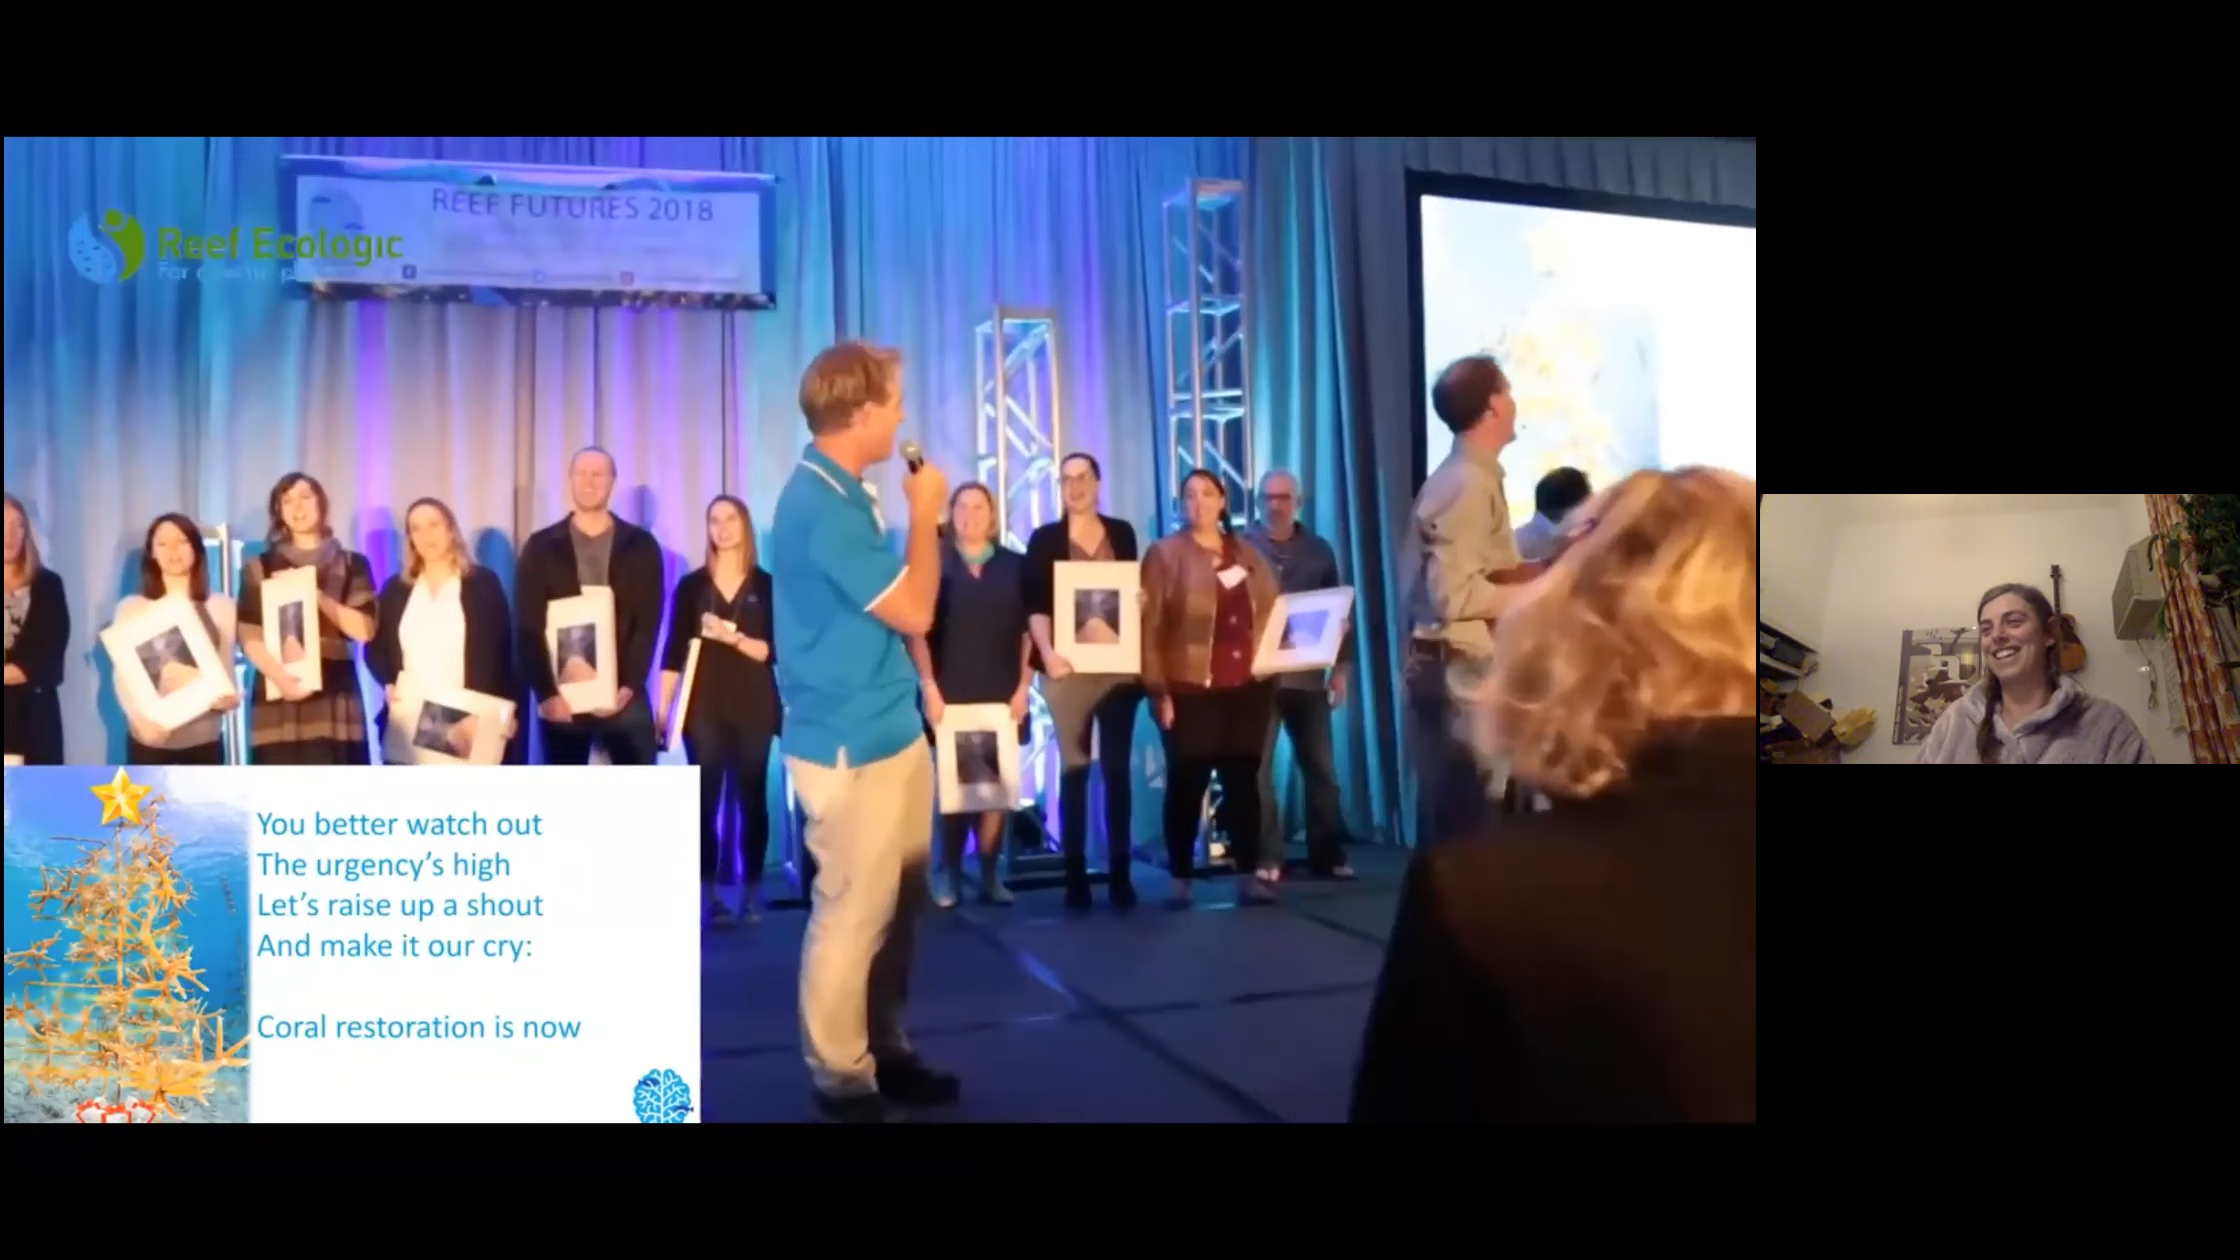 REEF FUTURES 2018
Reef Ecologic
You better watch out
The urgency's high
Let's raise up a shout
And make it our cry:
Coral restoration is now